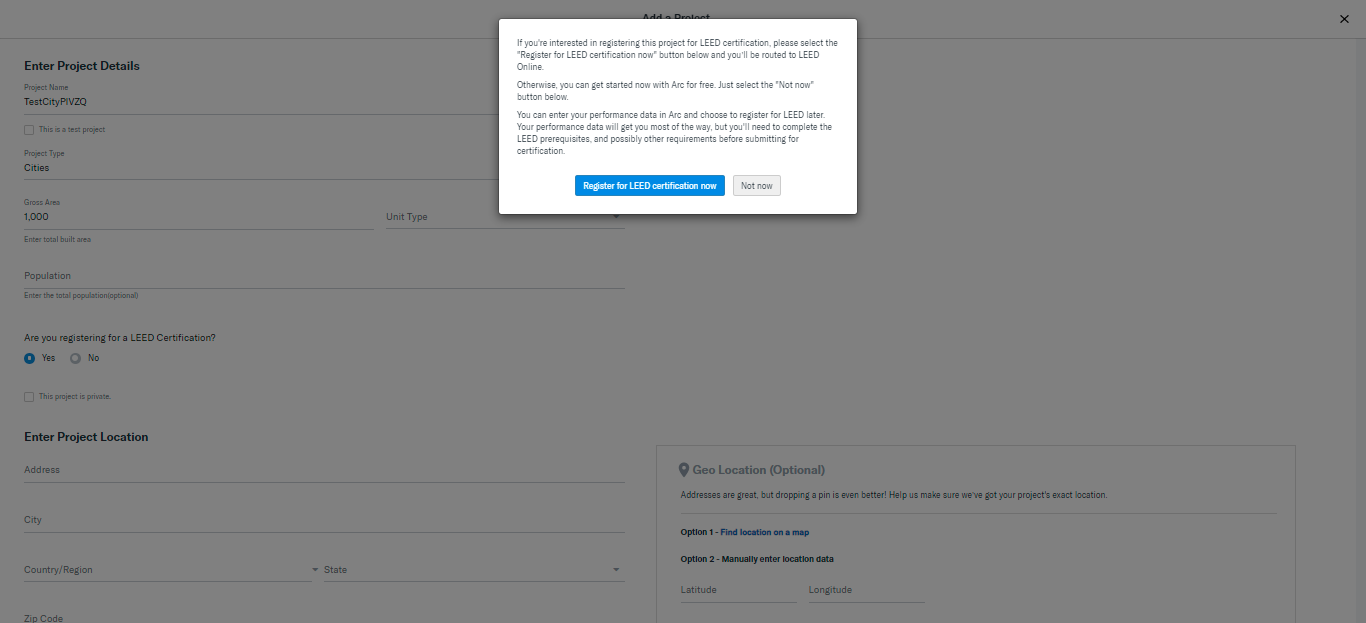 Add a Project
If you're interested in registering this project for LEED certification, please select the
"Register for LEED certification now" button below and you'll be routed to LEED
Online.
Otherwise, you can get started now with Arc for free. Just select the "Not now"
button below.
You can enter your performance data in Arc and choose to register for LEED later.
Your performance data will get you most of the way, but you'll need to complete the
LEED prerequisites, and possibly other requirements before submitting for
certification.
Register for LEED certification now
Not now
Enter Project Details
Project Name
TestCityPIVZQ
This is a test project
Project Type
Cities
Gross Area
1,000
Unit Type
Enter total built area
Population
Enter the total population(optional)
Are you registering for a LEED Certification?
Yes
No
This project is private.
Enter Project Location
Address
City
Country/Region
State
Zip Code
Geo Location (Optional)
Addresses are great, but dropping a pin is even better! Help us make sure we've got your project's exact location.
Option 1 - Find location on a map
Option 2 - Manually enter location data
Latitude
Longitude